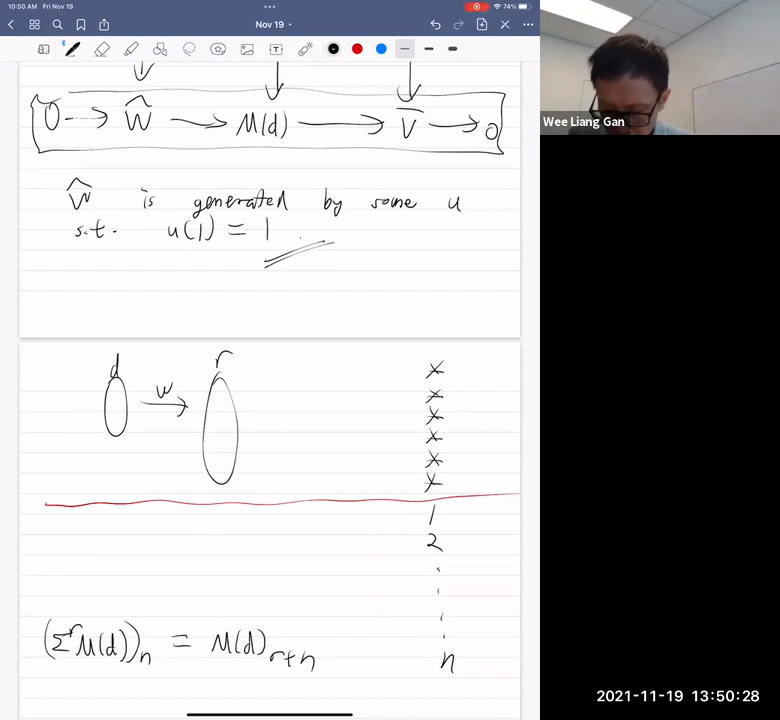 10:50 AM Fri Nov 19
74%
Nov 19
0 → Ŵ → M(d) → V̄ → 0
Ŵ is generated by some u
s.t. u(1) = 1
d w r
x
x
x
x
x
x
1
2
.
.
.
.
n
(Σ^r M(d))_n = M(d)_{r+n}
Wee Liang Gan
2021-11-19 13:50:28